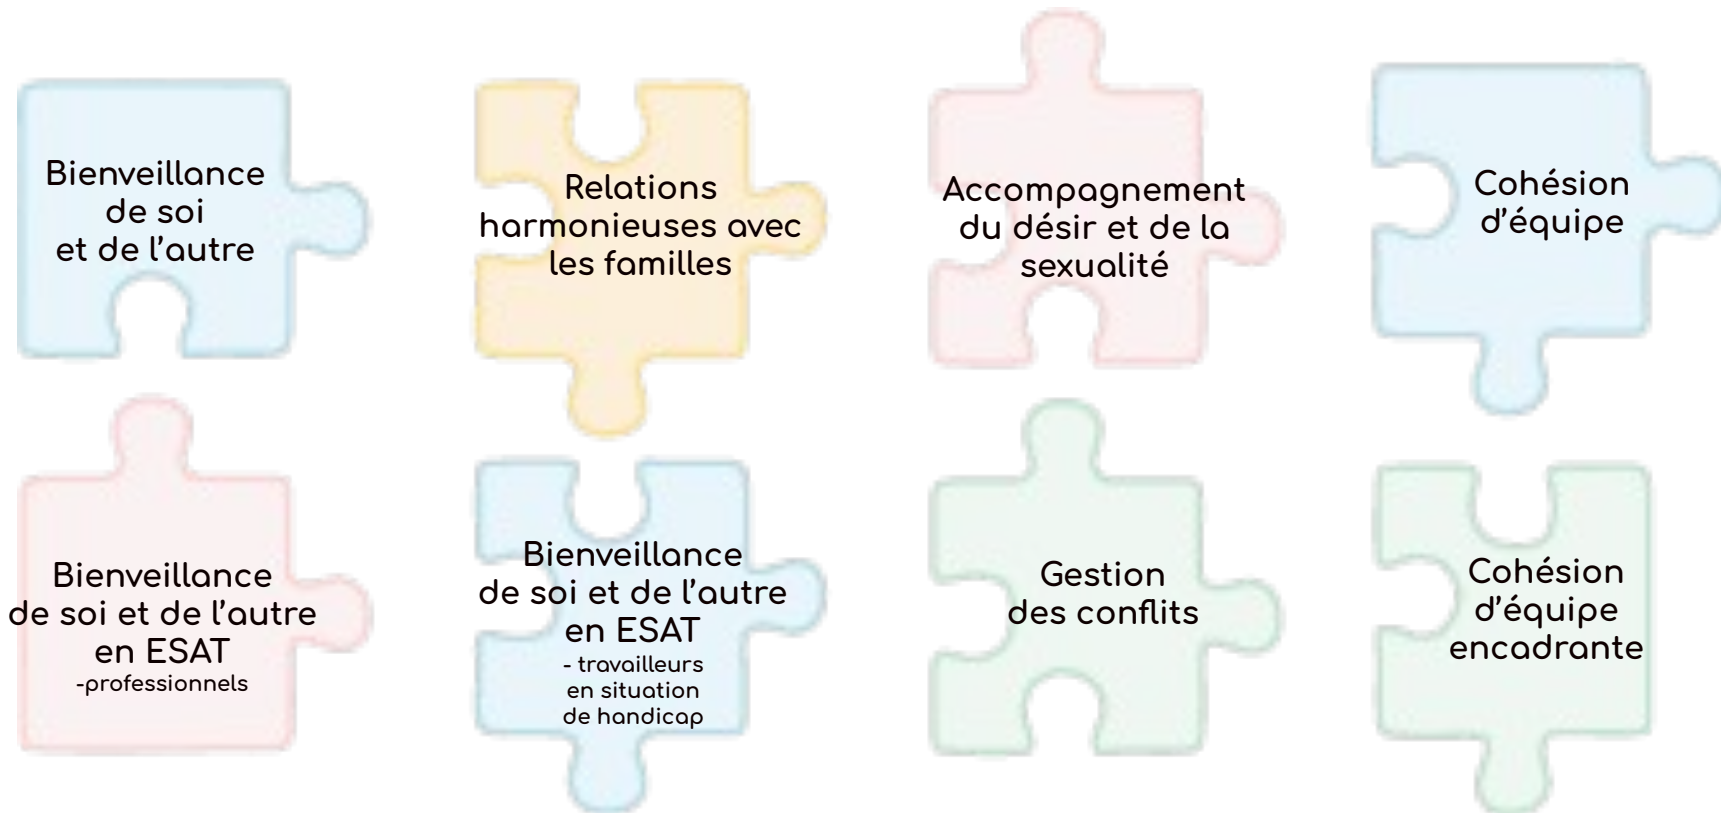 Bienveillance
de soi
et de l'autre
Relations
harmonieuses avec
les familles
Accompagnement
du désir et de la
sexualité
Cohésion
d'équipe
Bienveillance
de soi et de l'autre
en ESAT
-professionnels
Bienveillance
de soi et de l'autre
en ESAT
- travailleurs
en situation
de handicap
Gestion
des conflits
Cohésion
d'équipe
encadrante